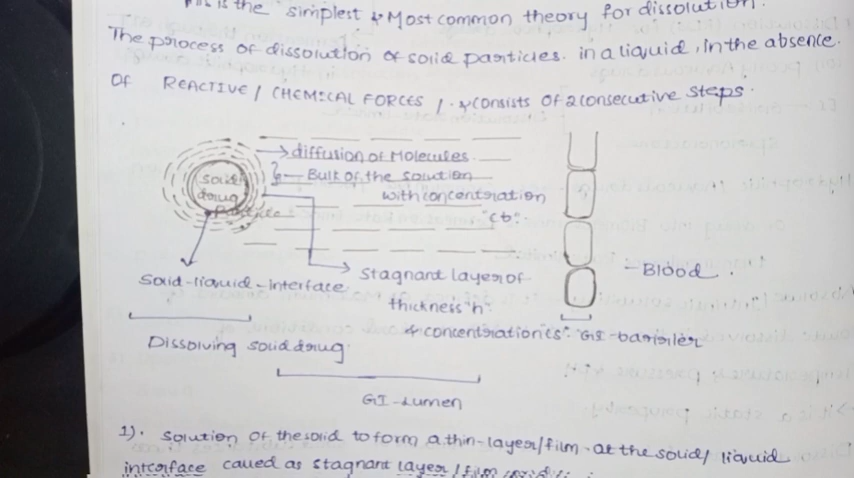 This is the simplest & Most common theory for dissolution.
The process of dissolution of solid particles. in a liquid, in the absence.
Of REACTIVE / CHEMICAL FORCES / . & consists of 2 consecutive steps.
→ diffusion of Molecules
Bulk of the solution
with concentration
"Cb".
solid
drug
Particle
Solid-liquid-Interface
Stagnant layer of
thickness "h".
& concentration "Cs".
- Blood
GI - barrier
Dissolving solid drug.
GI - Lumen
1). Solution of the solid to form a thin-layer/film. at the solid/ liquid
interface called as stagnant layer / film